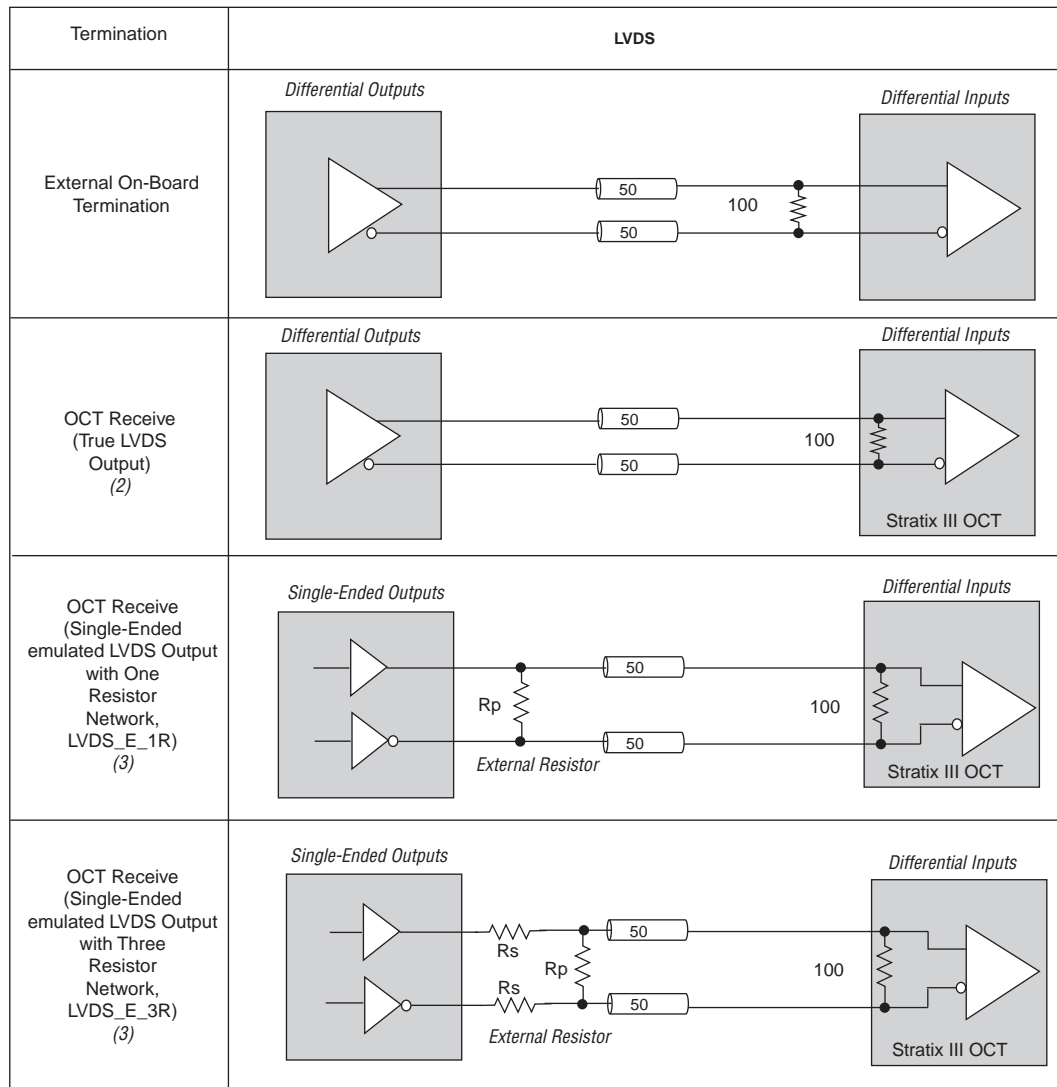 Termination
LVDS
External On-Board
Termination
Differential Outputs
Differential Inputs
50
50
100
OCT Receive
(True LVDS
Output)
(2)
Differential Outputs
Differential Inputs
50
50
100
Stratix III OCT
OCT Receive
(Single-Ended
emulated LVDS Output
with One
Resistor
Network,
LVDS_E_1R)
(3)
Single-Ended Outputs
Differential Inputs
50
Rp
100
50
External Resistor
Stratix III OCT
OCT Receive
(Single-Ended
emulated LVDS Output
with Three
Resistor
Network,
LVDS_E_3R)
(3)
Single-Ended Outputs
Differential Inputs
50
Rs
Rp
100
Rs
50
External Resistor
Stratix III OCT